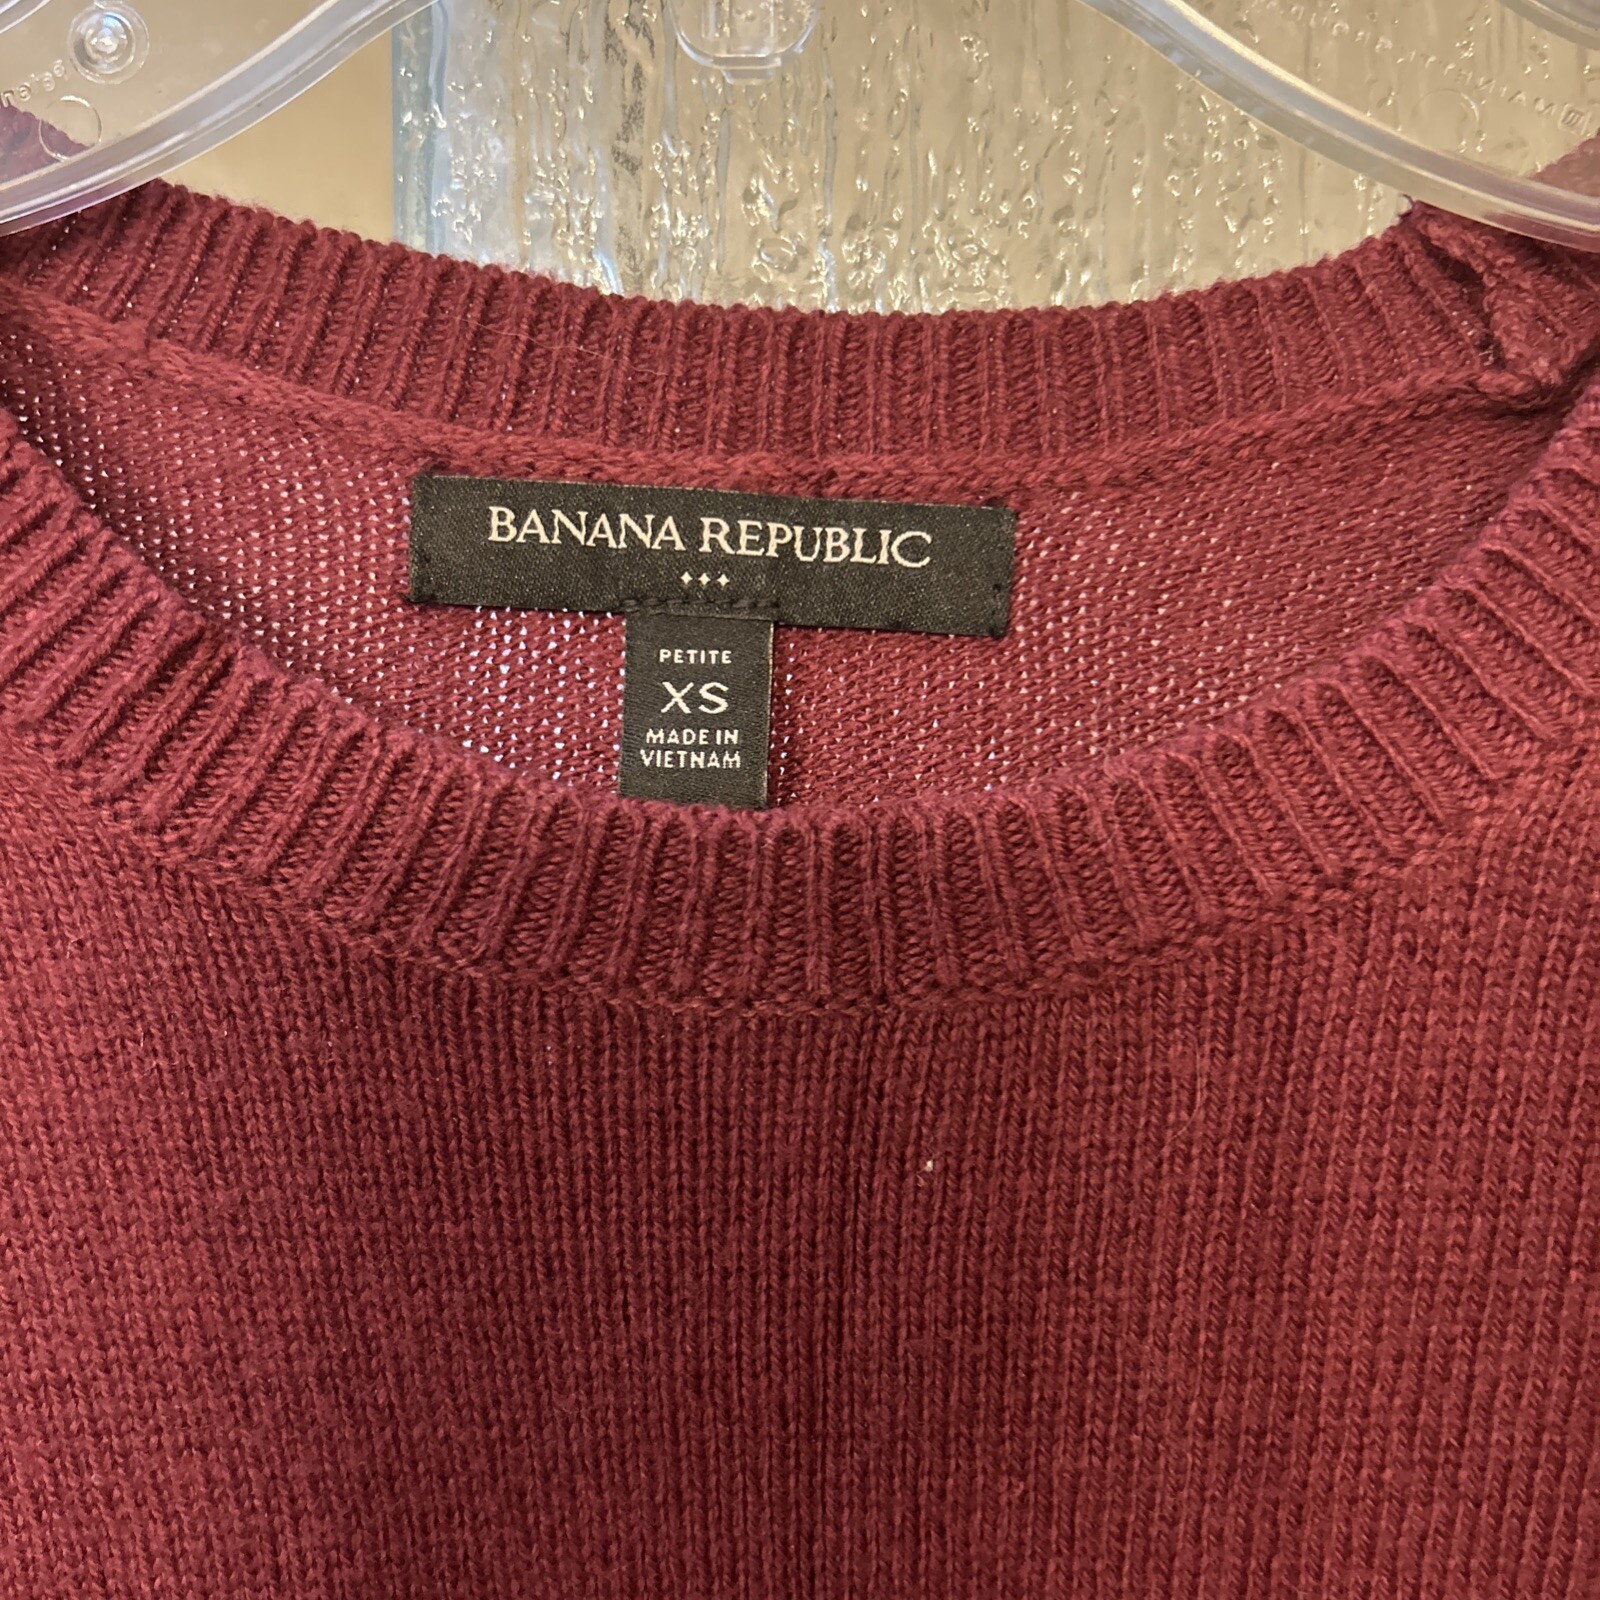 BANANA REPUBLIC
PETITE
XS
MADE IN
VIETNAM